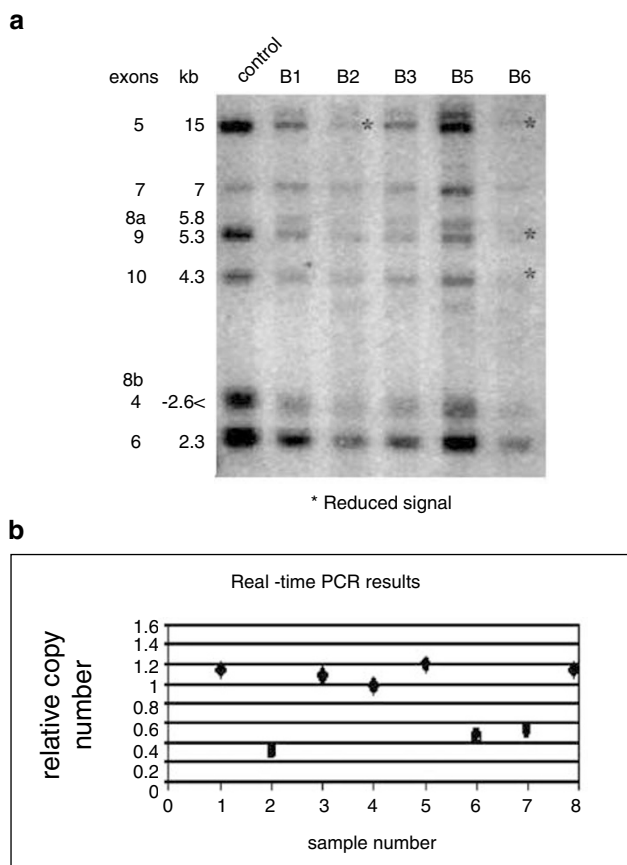 a
exons kb control B1 B2 B3 B5 B6
5 15 * *
7 7
8a 5.8
9 5.3 *
10 4.3 *
8b
4 -2.6<
6 2.3
* Reduced signal
b
Real -time PCR results
relative copy
number
1.6
1.4
1.2
1
0.8
0.6
0.4
0.2
0
0 1 2 3 4 5 6 7 8
sample number